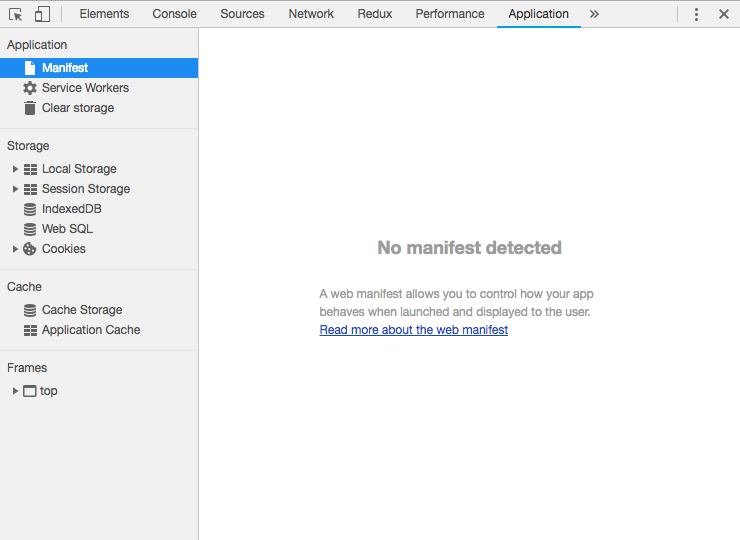 Elements Console Sources Network Redux Performance Application »
Application
Manifest
Service Workers
Clear storage
Storage
Local Storage
Session Storage
IndexedDB
Web SQL
Cookies
Cache
Cache Storage
Application Cache
Frames
top
No manifest detected
A web manifest allows you to control how your app
behaves when launched and displayed to the user.
Read more about the web manifest